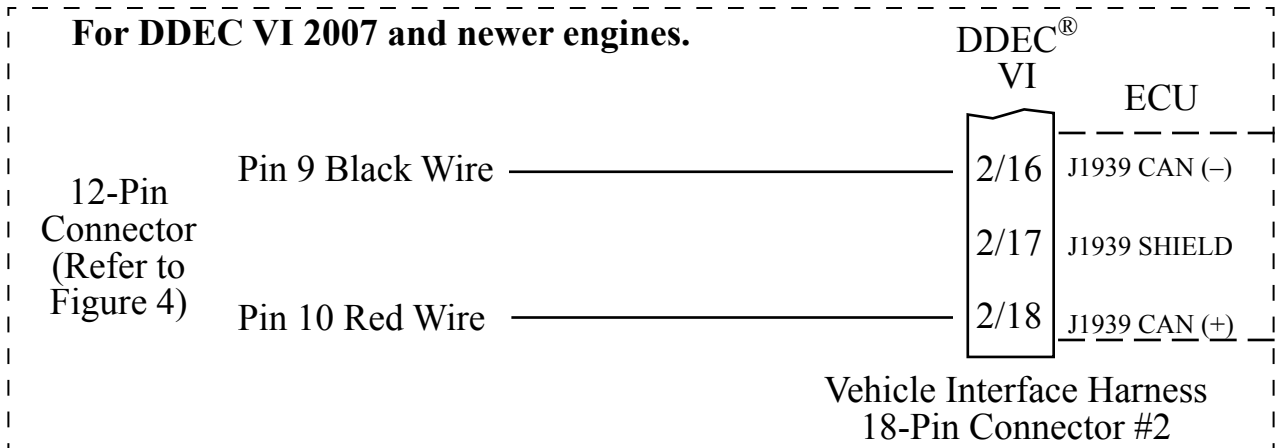 For DDEC VI 2007 and newer engines.
DDEC®
VI
ECU
12-Pin
Connector
(Refer to
Figure 4)
Pin 9 Black Wire
2/16
J1939 CAN (–)
2/17
J1939 SHIELD
Pin 10 Red Wire
2/18
J1939 CAN (+)
Vehicle Interface Harness
18-Pin Connector #2